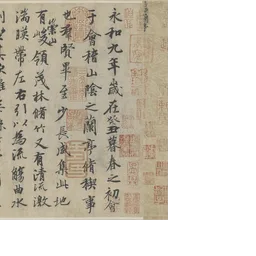 永和九年歲在癸丑暮春之初會
于會稽山陰之蘭亭脩稧事
也羣賢畢至少長咸集此地
有崇山峻領茂林脩竹又有清流激
湍暎帶左右引以為流觴曲水